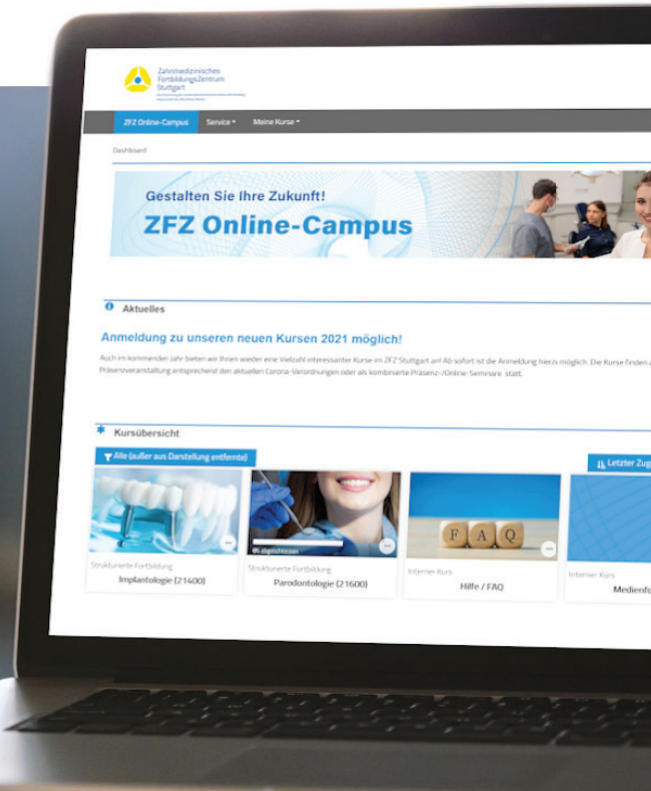 Zahnmedizinisches
FortbildungsZentrum
Stuttgart
ZFZ Online-Campus Service Meine Kurse
Dashboard
Gestalten Sie Ihre Zukunft!
ZFZ Online-Campus
Aktuelles
Anmeldung zu unseren neuen Kursen 2021 möglich!
Auch im kommenden Jahr bieten wir Ihnen wieder eine Vielzahl interessanter Kurse im ZFZ Stuttgart an! Ab sofort ist die Anmeldung hierzu möglich. Die Kurse finden
Präsenzveranstaltung entsprechend den aktuellen Corona-Verordnungen oder als kombinierte Präsenz-/Online-Seminare statt.
Kursübersicht
Alle (außer aus Darstellung entfernte)
Letzter Zug
0% abgeschlossen
FAQ
Strukturierte Fortbildung
Implantologie (21400)
Strukturierte Fortbildung
Parodontologie (21600)
Interner Kurs
Hilfe / FAQ
Interner Kurs
Medienfo